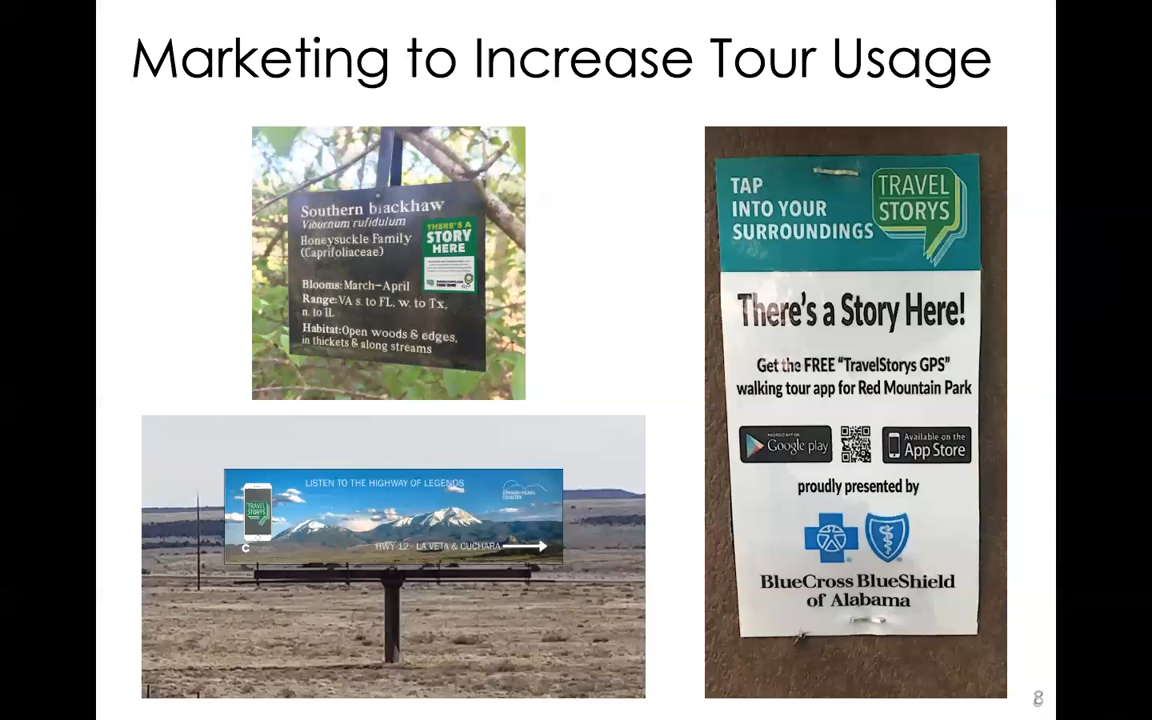 Marketing to Increase Tour Usage
Southern blackhaw
Viburnum rufidulum
Honeysuckle Family
(Caprifoliaceae)
Blooms: March-April
Range: VA s. to FL, w. to Tx,
n. to IL
Habitat: Open woods & edges,
in thickets & along streams
THERE'S A
STORY
HERE
LISTEN TO THE HIGHWAY OF LEGENDS
TRAVEL
STORYS
HWY 12 - LA VETA & CUCHARA
TAP
INTO YOUR
SURROUNDINGS
TRAVEL
STORYS
There's a Story Here!
Get the FREE "TravelStorys GPS"
walking tour app for Red Mountain Park
ANDROID APP ON
Google play
Available on the
App Store
proudly presented by
BlueCross BlueShield
of Alabama
8